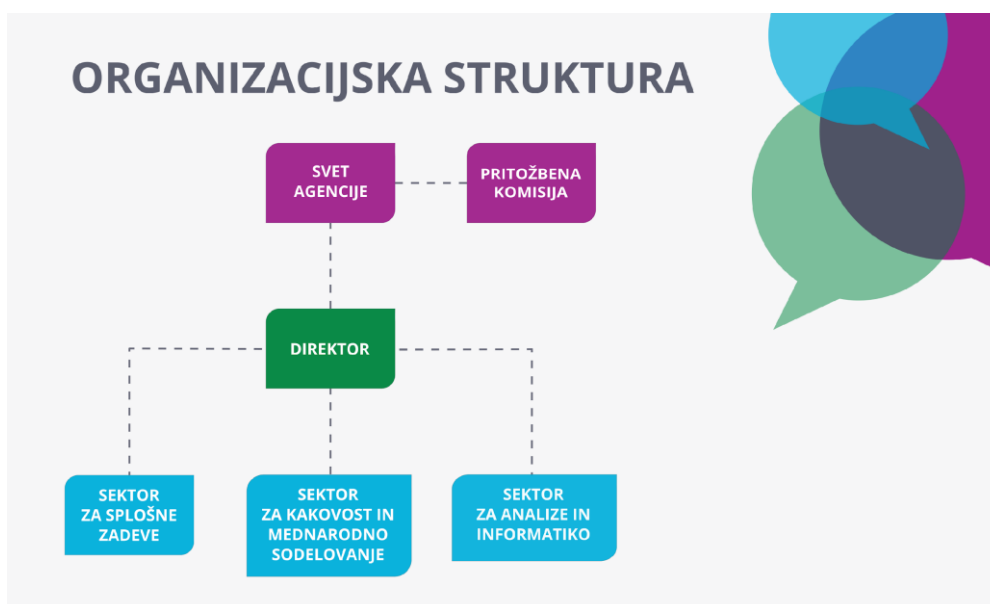 ORGANIZACIJSKA STRUKTURA
SVET
AGENCIJE
PRITOŽBENA
KOMISIJA
DIREKTOR
SEKTOR
ZA SPLOŠNE
ZADEVE
SEKTOR
ZA KAKOVOST IN
MEDNARODNO
SODELOVANJE
SEKTOR
ZA ANALIZE IN
INFORMATIKO